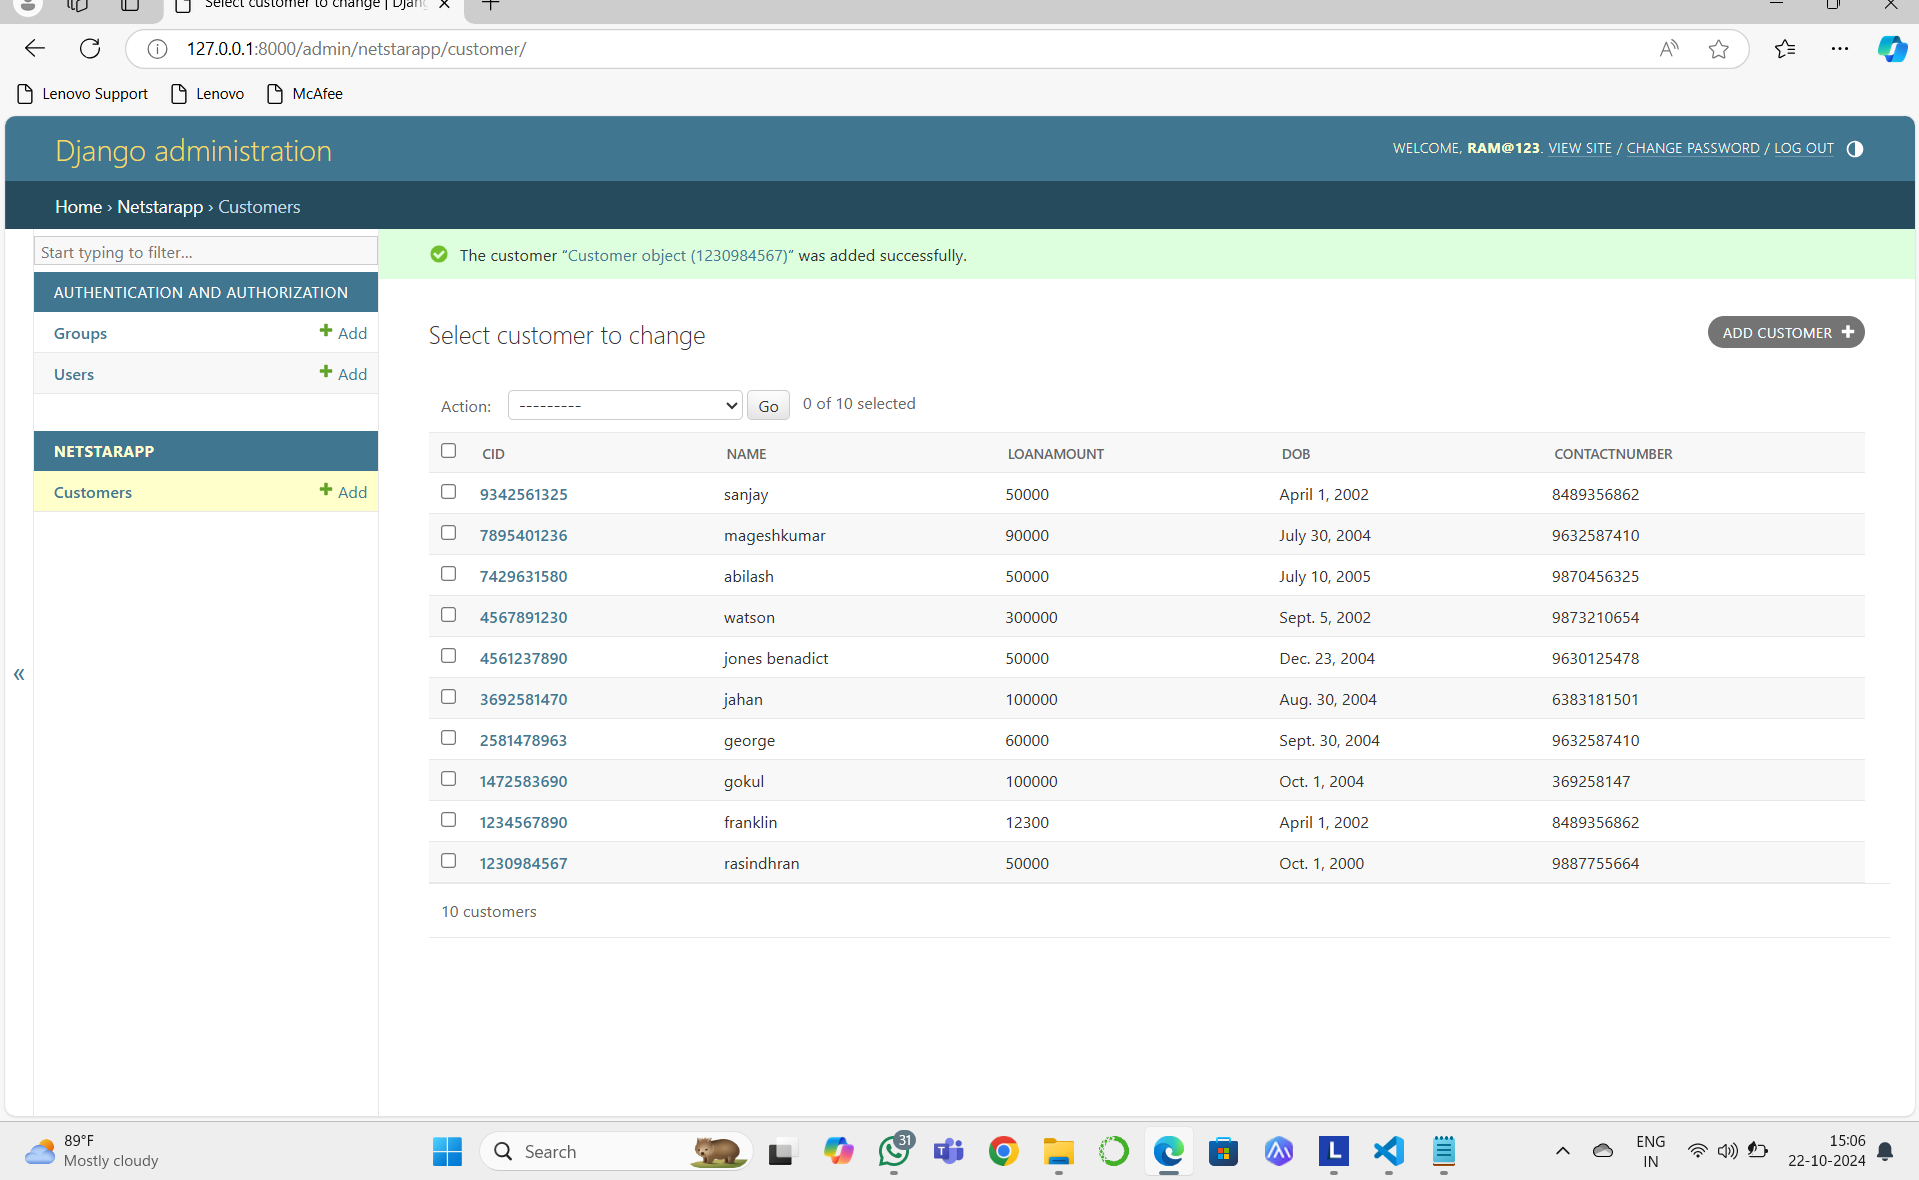 Select customer to change | Djang
127.0.0.1:8000/admin/netstarapp/customer/
Lenovo Support
Lenovo
McAfee
Django administration
WELCOME, RAM@123. VIEW SITE / CHANGE PASSWORD / LOG OUT
Home › Netstarapp › Customers
Start typing to filter...
The customer “Customer object (1230984567)” was added successfully.
AUTHENTICATION AND AUTHORIZATION
Groups + Add
Users + Add
NETSTARAPP
Customers + Add
Select customer to change
ADD CUSTOMER +
Action: --------- Go 0 of 10 selected
CID NAME LOANAMOUNT DOB CONTACTNUMBER
9342561325 sanjay 50000 April 1, 2002 8489356862
7895401236 mageshkumar 90000 July 30, 2004 9632587410
7429631580 abilash 50000 July 10, 2005 9870456325
4567891230 watson 300000 Sept. 5, 2002 9873210654
4561237890 jones benadict 50000 Dec. 23, 2004 9630125478
3692581470 jahan 100000 Aug. 30, 2004 6383181501
2581478963 george 60000 Sept. 30, 2004 9632587410
1472583690 gokul 100000 Oct. 1, 2004 369258147
1234567890 franklin 12300 April 1, 2002 8489356862
1230984567 rasindhran 50000 Oct. 1, 2000 9887755664
10 customers
«
89°F
Mostly cloudy
Search
31
L
ENG
IN
15:06
22-10-2024